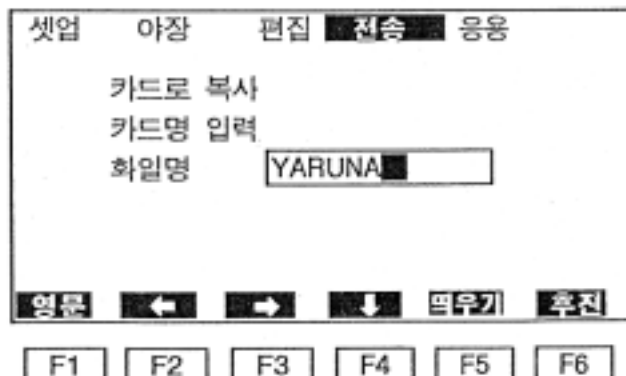 셋업 야장 편집 전송 응용
카드로 복사
카드명 입력
화일명 YARUNA
영문 ← → ↓ 띄우기 후진
F1 F2 F3 F4 F5 F6